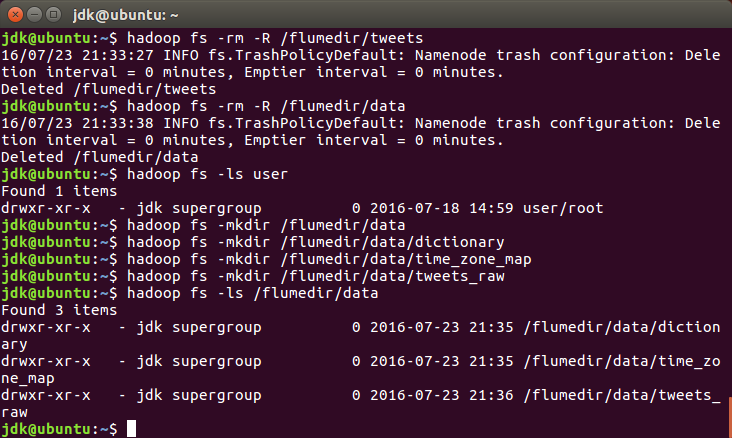 jdk@ubuntu: ~
jdk@ubuntu:~$ hadoop fs -rm -R /flumedir/tweets
16/07/23 21:33:27 INFO fs.TrashPolicyDefault: Namenode trash configuration: Dele
tion interval = 0 minutes, Emptier interval = 0 minutes.
Deleted /flumedir/tweets
jdk@ubuntu:~$ hadoop fs -rm -R /flumedir/data
16/07/23 21:33:38 INFO fs.TrashPolicyDefault: Namenode trash configuration: Dele
tion interval = 0 minutes, Emptier interval = 0 minutes.
Deleted /flumedir/data
jdk@ubuntu:~$ hadoop fs -ls user
Found 1 items
drwxr-xr-x   - jdk supergroup          0 2016-07-18 14:59 user/root
jdk@ubuntu:~$ hadoop fs -mkdir /flumedir/data
jdk@ubuntu:~$ hadoop fs -mkdir /flumedir/data/dictionary
jdk@ubuntu:~$ hadoop fs -mkdir /flumedir/data/time_zone_map
jdk@ubuntu:~$ hadoop fs -mkdir /flumedir/data/tweets_raw
jdk@ubuntu:~$ hadoop fs -ls /flumedir/data
Found 3 items
drwxr-xr-x   - jdk supergroup          0 2016-07-23 21:35 /flumedir/data/diction
ary
drwxr-xr-x   - jdk supergroup          0 2016-07-23 21:35 /flumedir/data/time_zo
ne_map
drwxr-xr-x   - jdk supergroup          0 2016-07-23 21:36 /flumedir/data/tweets_
raw
jdk@ubuntu:~$